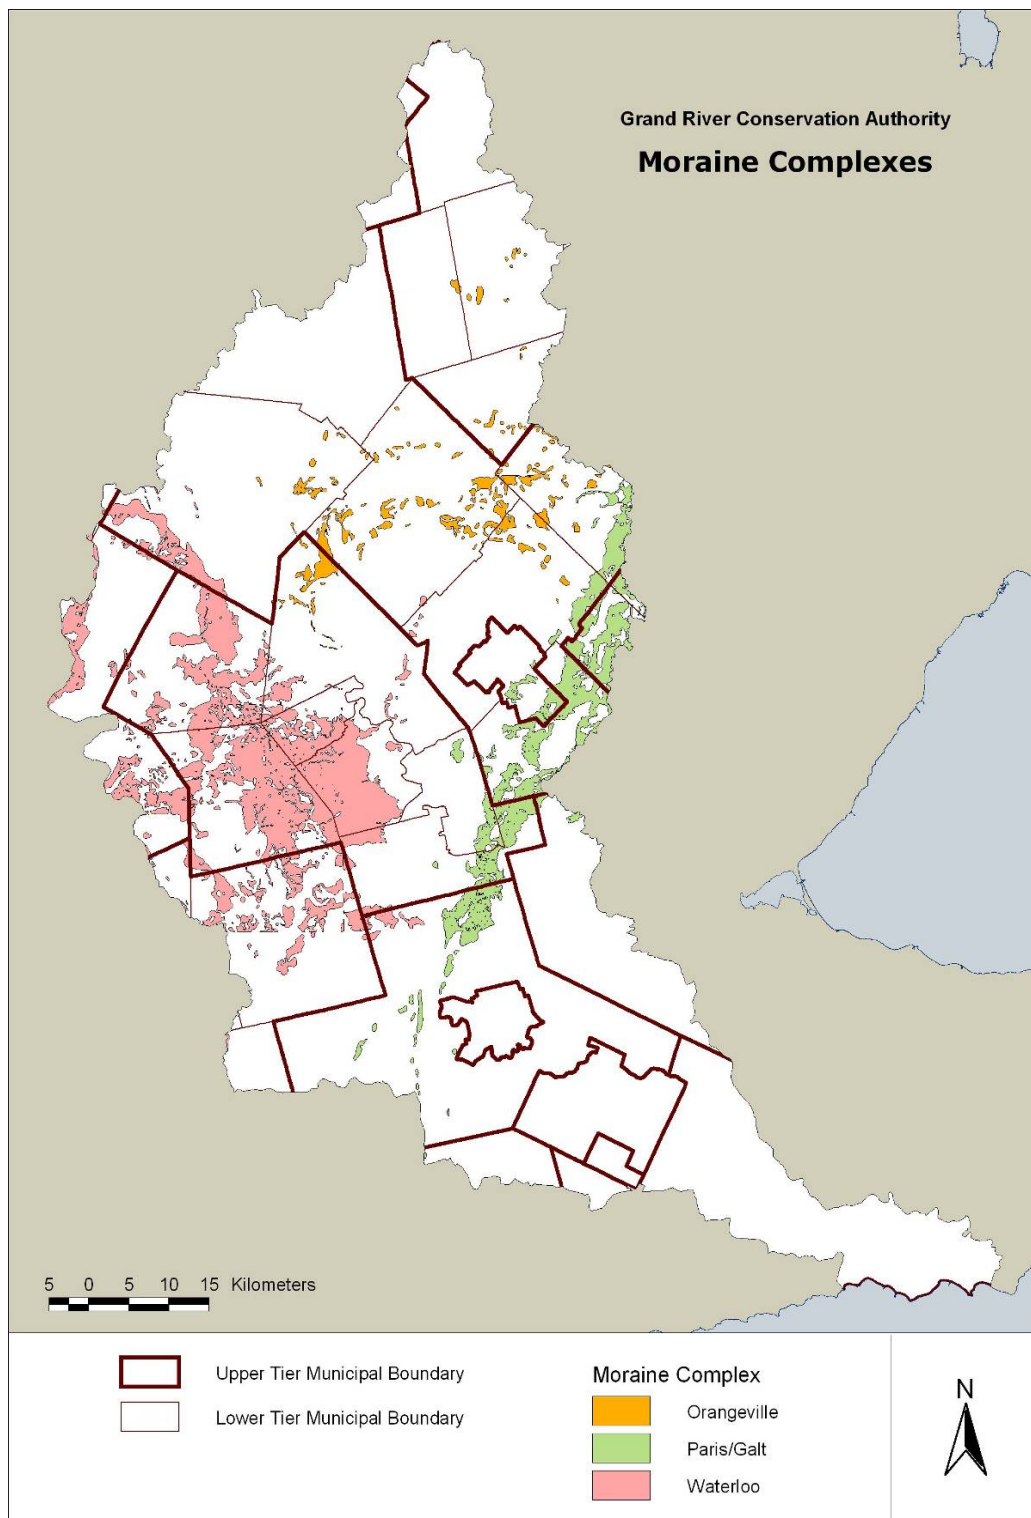 Grand River Conservation Authority
Moraine Complexes
5 0 5 10 15 Kilometers
Upper Tier Municipal Boundary
Lower Tier Municipal Boundary
Moraine Complex
Orangeville
Paris/Galt
Waterloo
N